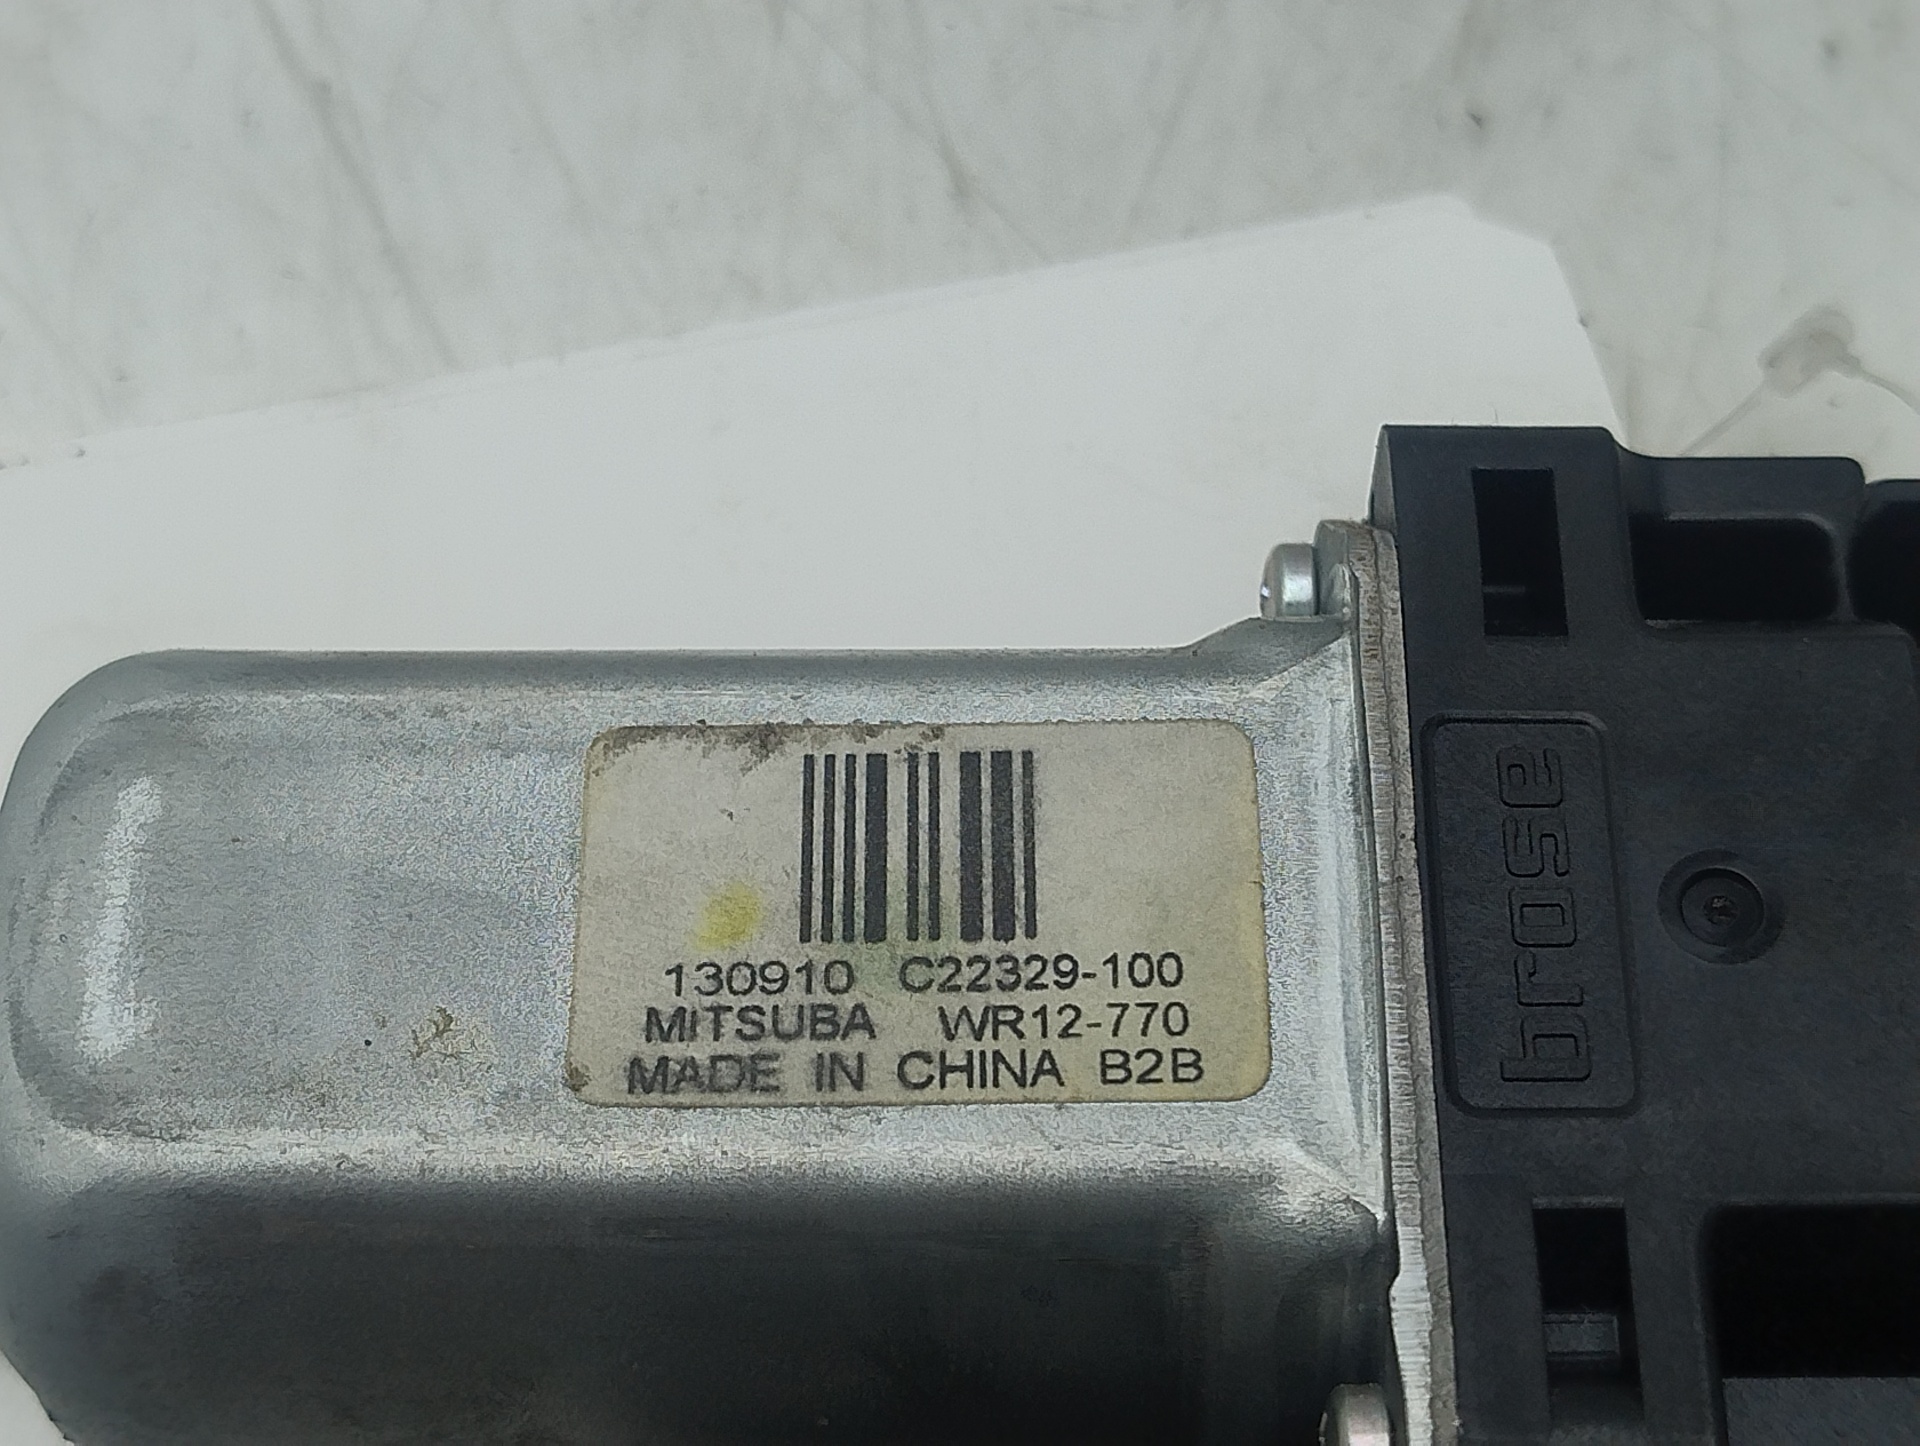 130910 C22329-100
MITSUBA WR12-770
MADE IN CHINA B2B
brose